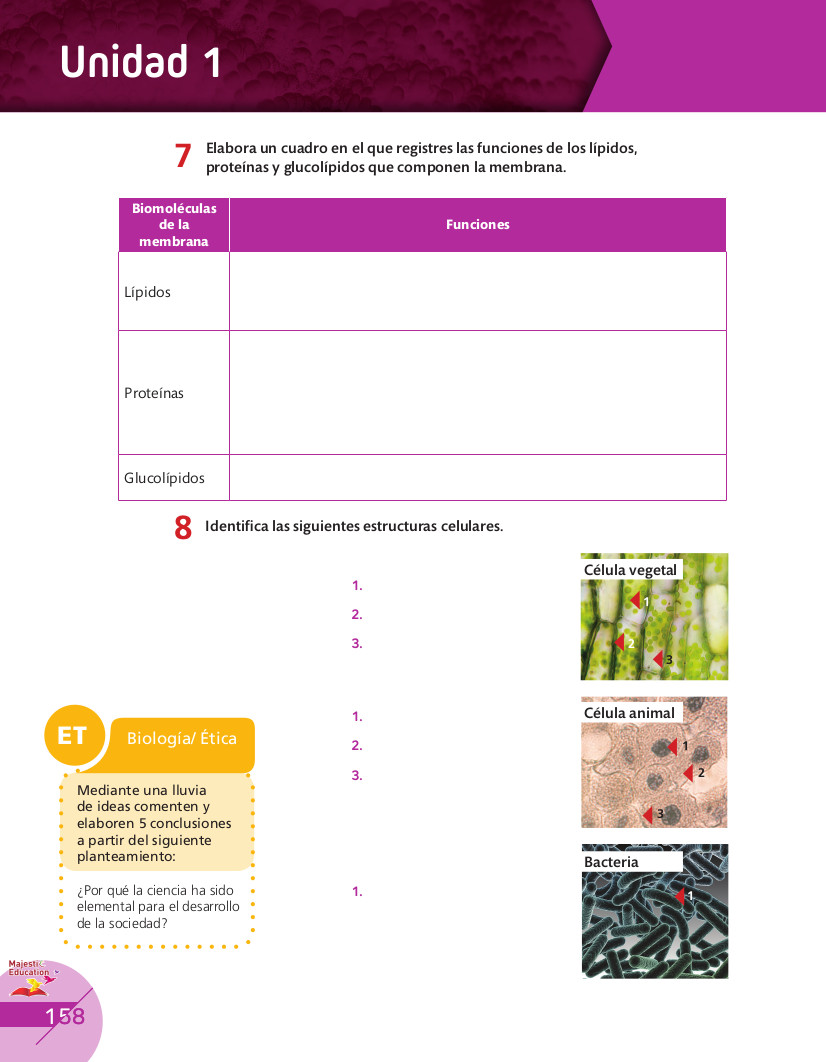 Unidad 1
7 Elabora un cuadro en el que registres las funciones de los lípidos,
proteínas y glucolípidos que componen la membrana.
Biomoléculas
de la
membrana
Funciones
Lípidos
Proteínas
Glucolípidos
8 Identifica las siguientes estructuras celulares.
1.
2.
3.
Célula vegetal
1
2
3
1.
2.
3.
Célula animal
1
2
3
1.
Bacteria
1
ET
Biología/ Ética
Mediante una lluvia
de ideas comenten y
elaboren 5 conclusiones
a partir del siguiente
planteamiento:
¿Por qué la ciencia ha sido
elemental para el desarrollo
de la sociedad?
Majestic
Education
158